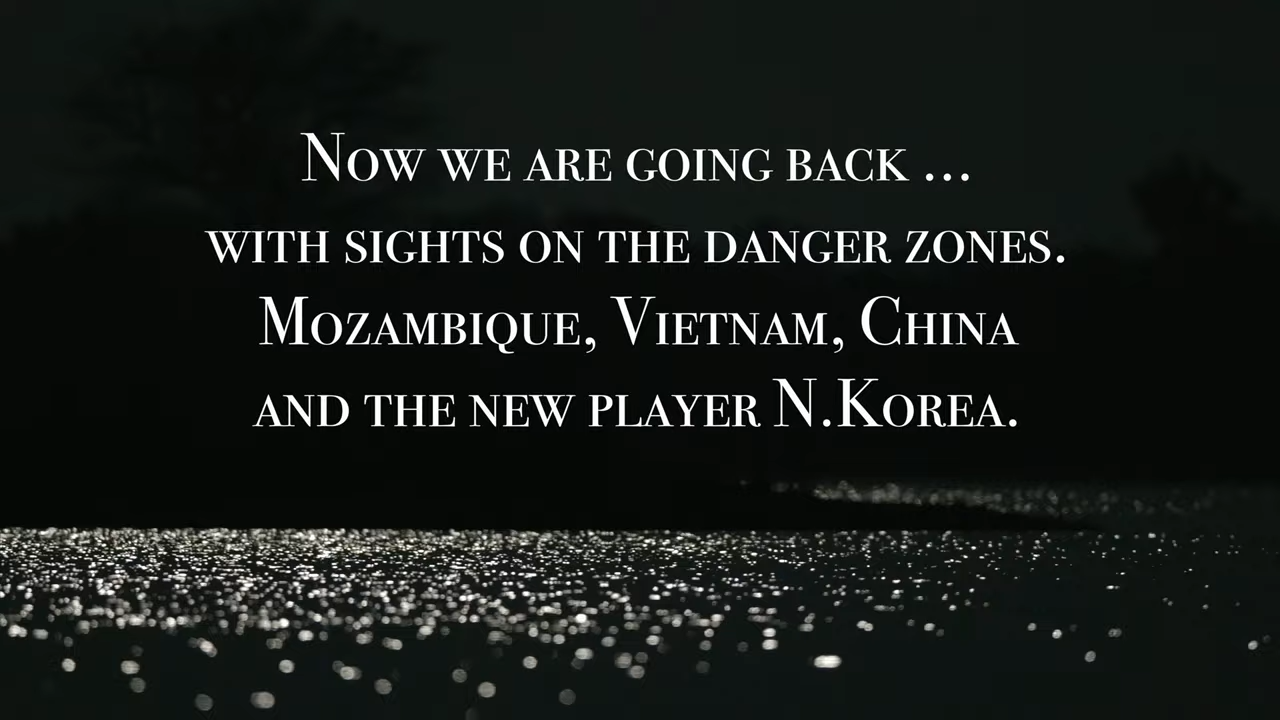 Now we are going back ...
with sights on the danger zones.
Mozambique, Vietnam, China
and the new player N.Korea.